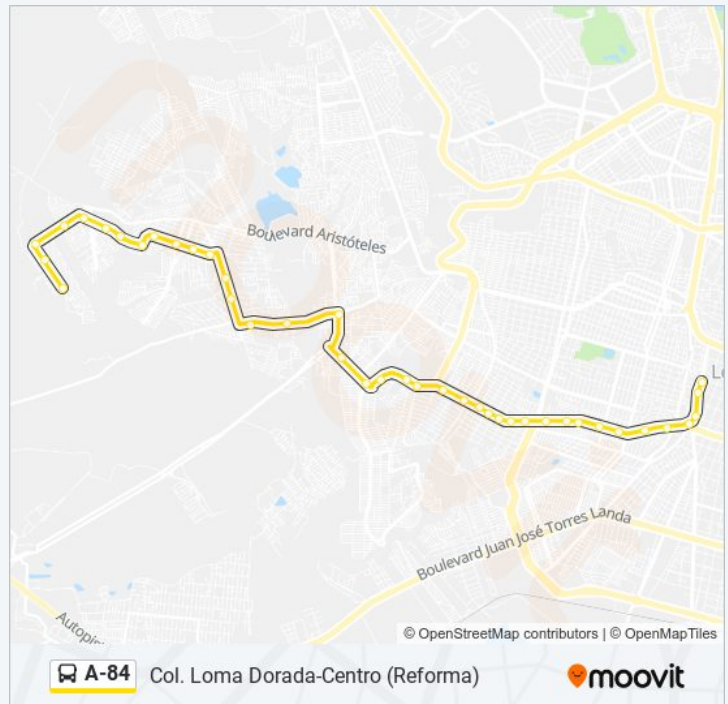 Boulevard Aristóteles
Boulevard Juan José Torres Landa
© OpenStreetMap contributors | © OpenMapTiles
A-84
Col. Loma Dorada-Centro (Reforma)
moovit